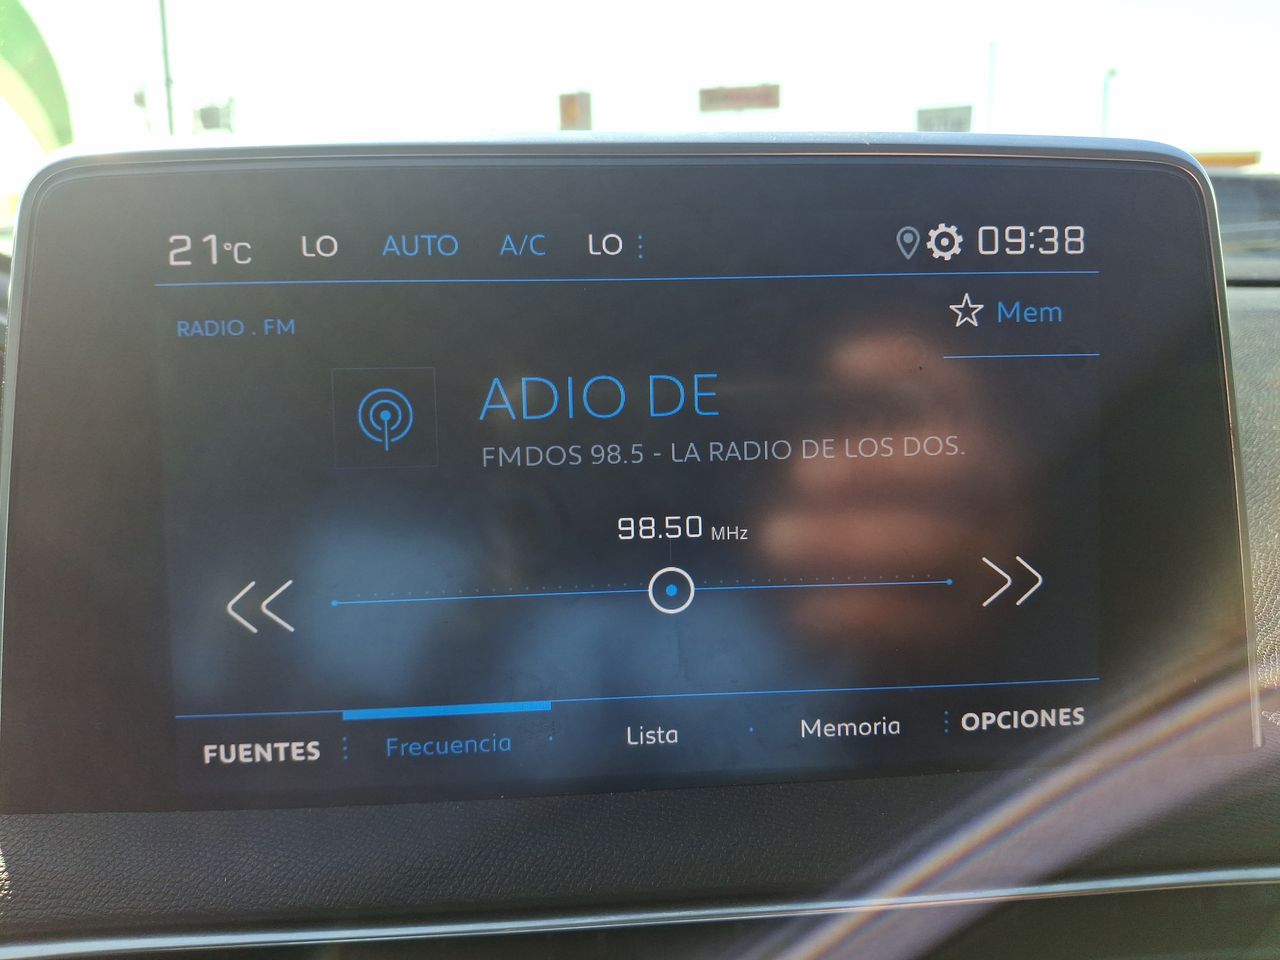 21°C LO AUTO A/C LO 09:38
RADIO . FM
Mem
ADIO DE
FMDOS 98.5 - LA RADIO DE LOS DOS.
98.50 MHz
FUENTES Frecuencia Lista Memoria OPCIONES